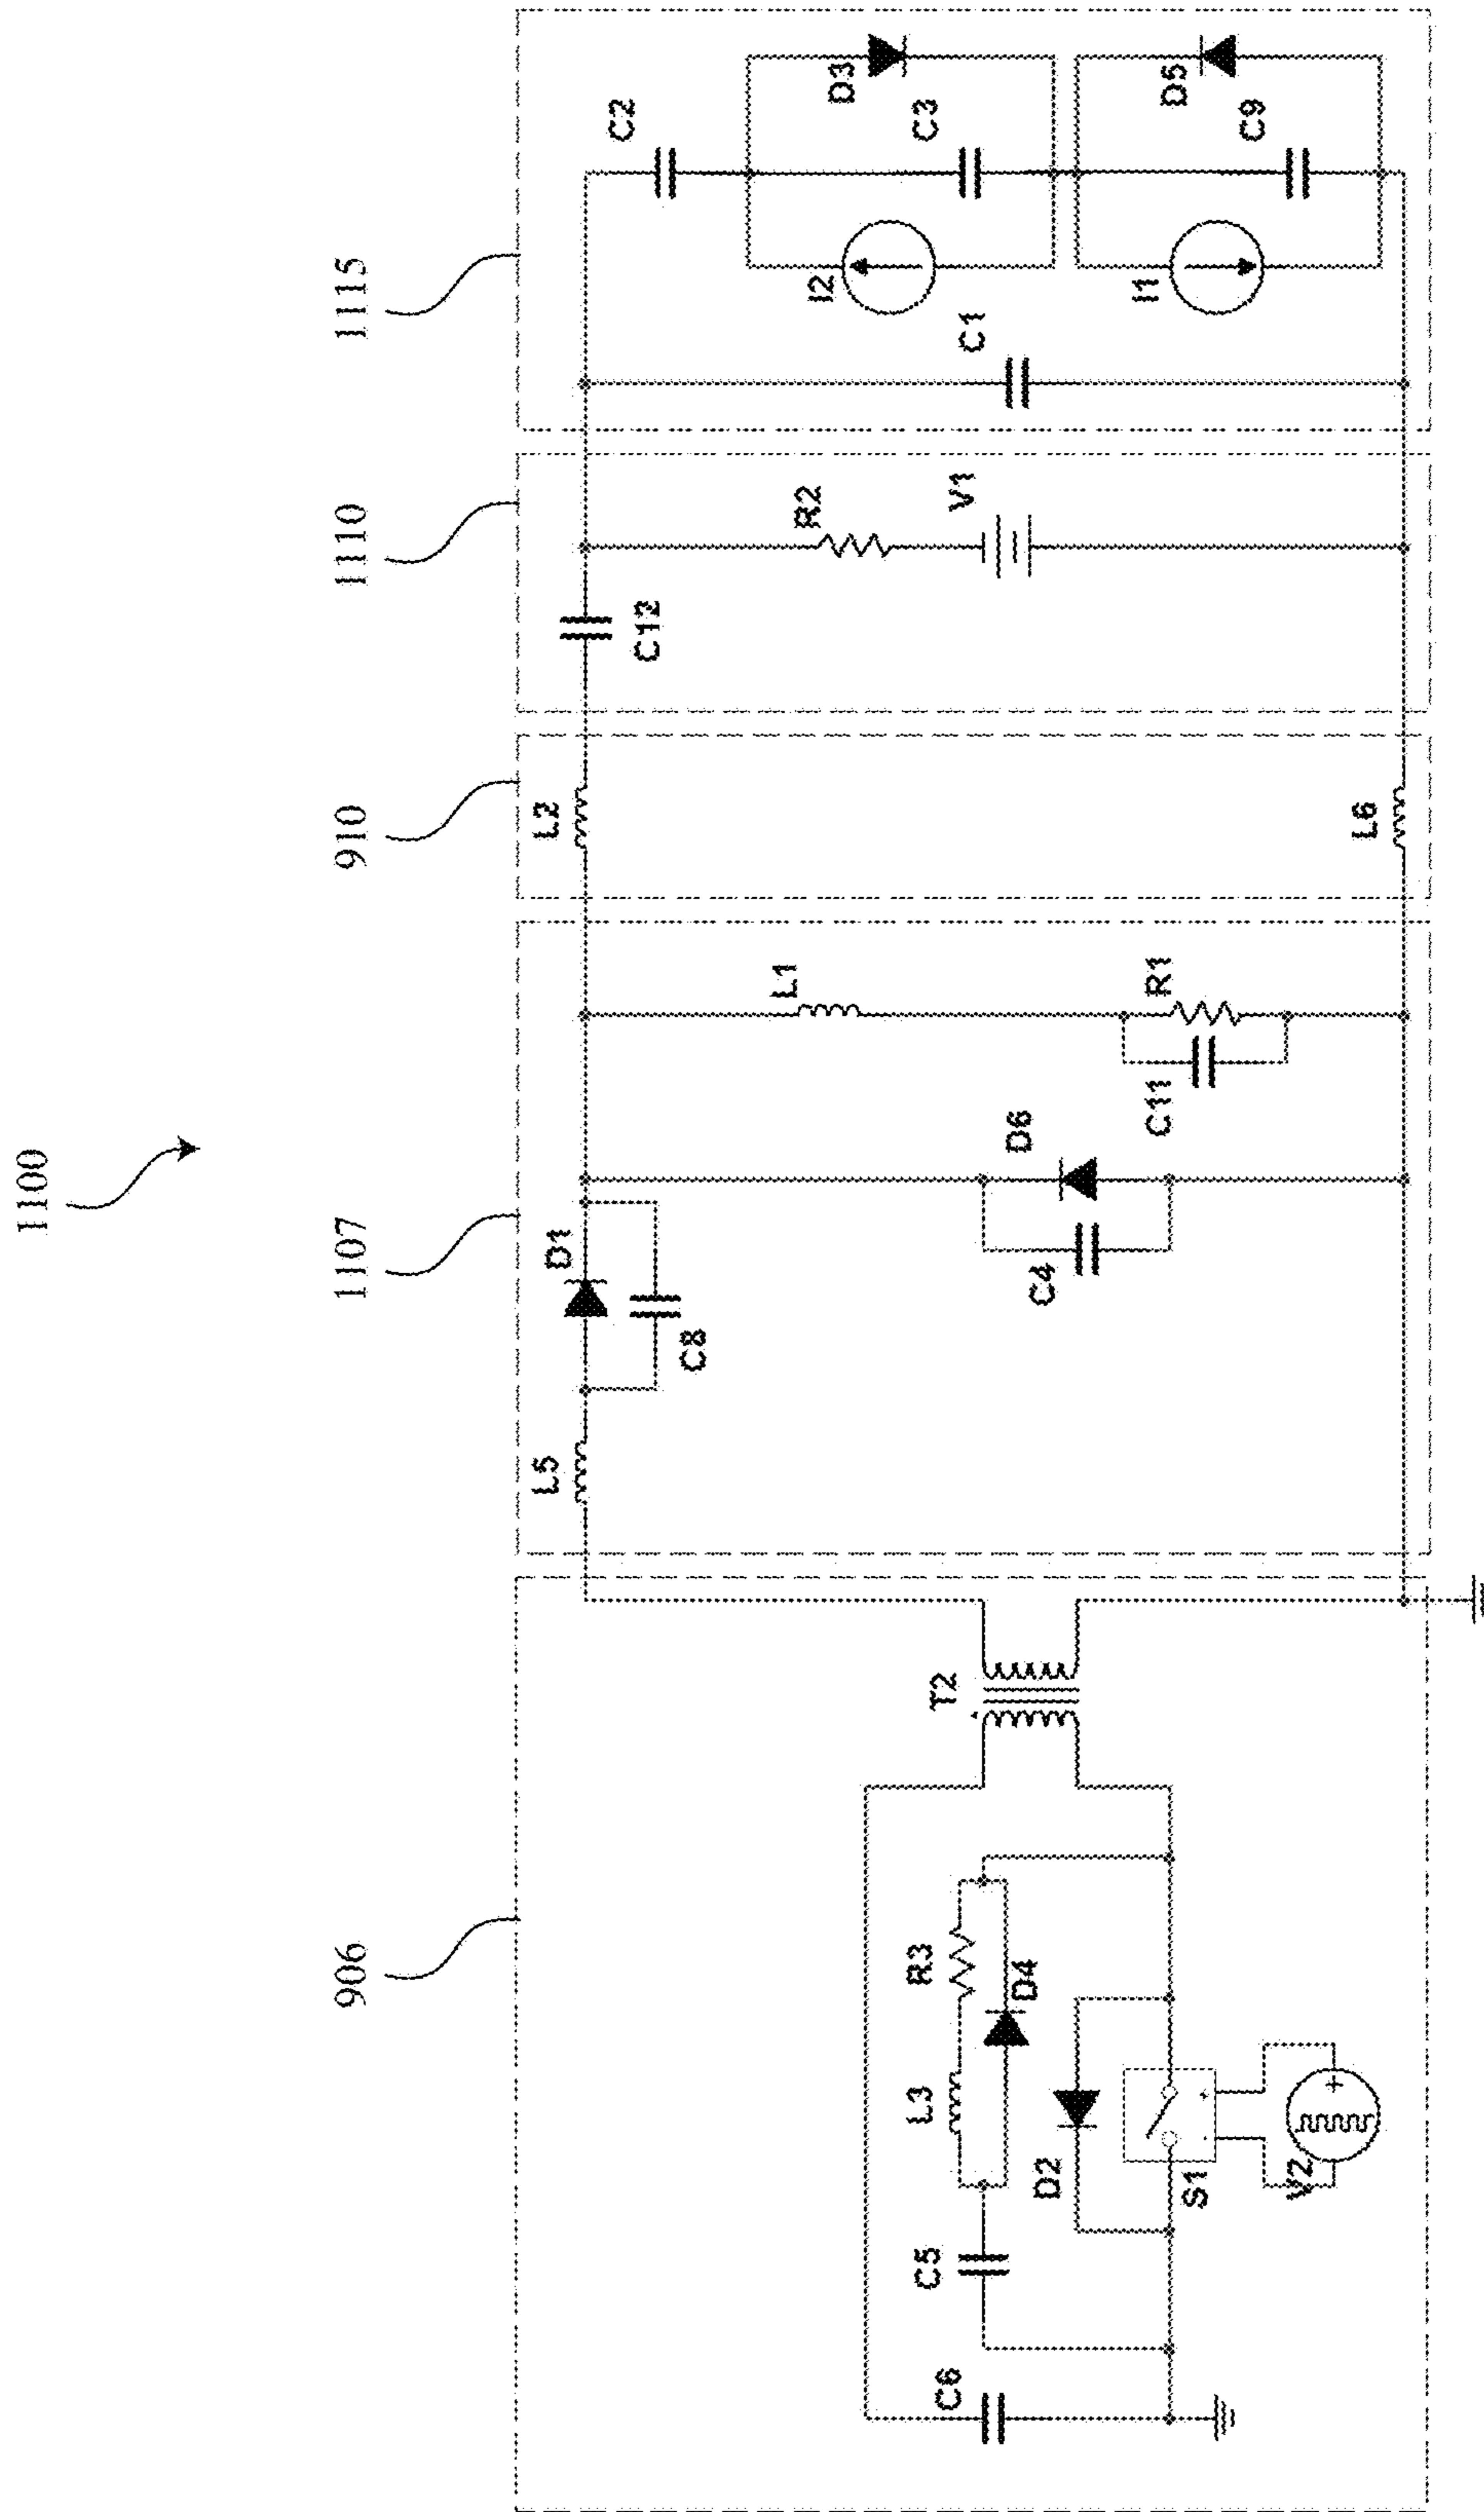 1100
906
1107
910
1110
1115
C6
C5
L3
R3
D4
D2
S1
V2
T2
L5
D1
C8
C4
D6
C11
R1
L1
L2
L6
C12
R2
V1
C1
C2
I2
C3
D3
I1
C9
D5